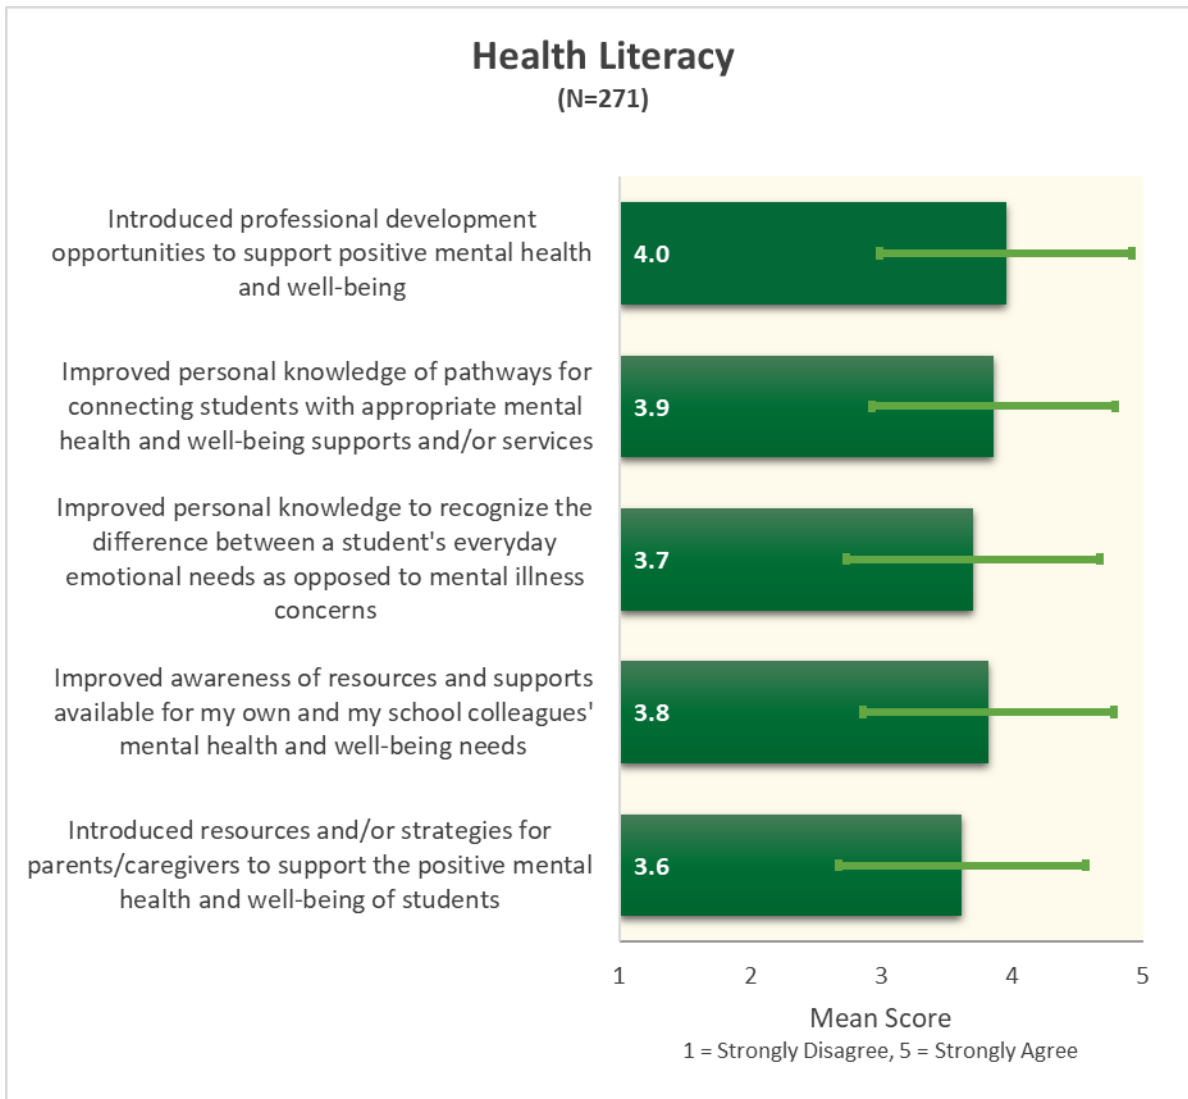 Health Literacy
(N=271)
Introduced professional development
opportunities to support positive mental health
and well-being
4.0
Improved personal knowledge of pathways for
connecting students with appropriate mental
health and well-being supports and/or services
3.9
Improved personal knowledge to recognize the
difference between a student's everyday
emotional needs as opposed to mental illness
concerns
3.7
Improved awareness of resources and supports
available for my own and my school colleagues'
mental health and well-being needs
3.8
Introduced resources and/or strategies for
parents/caregivers to support the positive mental
health and well-being of students
3.6
1 2 3 4 5
Mean Score
1 = Strongly Disagree, 5 = Strongly Agree